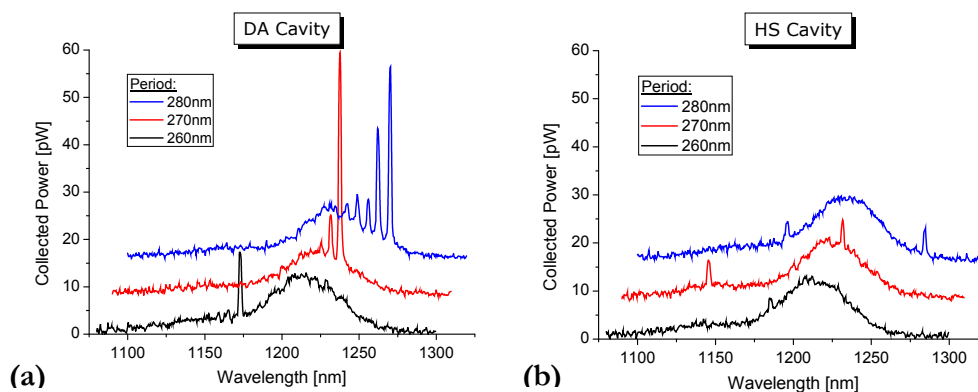 DA Cavity
60
50
40
30
20
10
0
Collected Power [pW]
Period:
280nm
270nm
260nm
1100 1150 1200 1250 1300
Wavelength [nm]
(a)
HS Cavity
60
50
40
30
20
10
0
Collected Power [pW]
Period:
280nm
270nm
260nm
1100 1150 1200 1250 1300
Wavelength [nm]
(b)